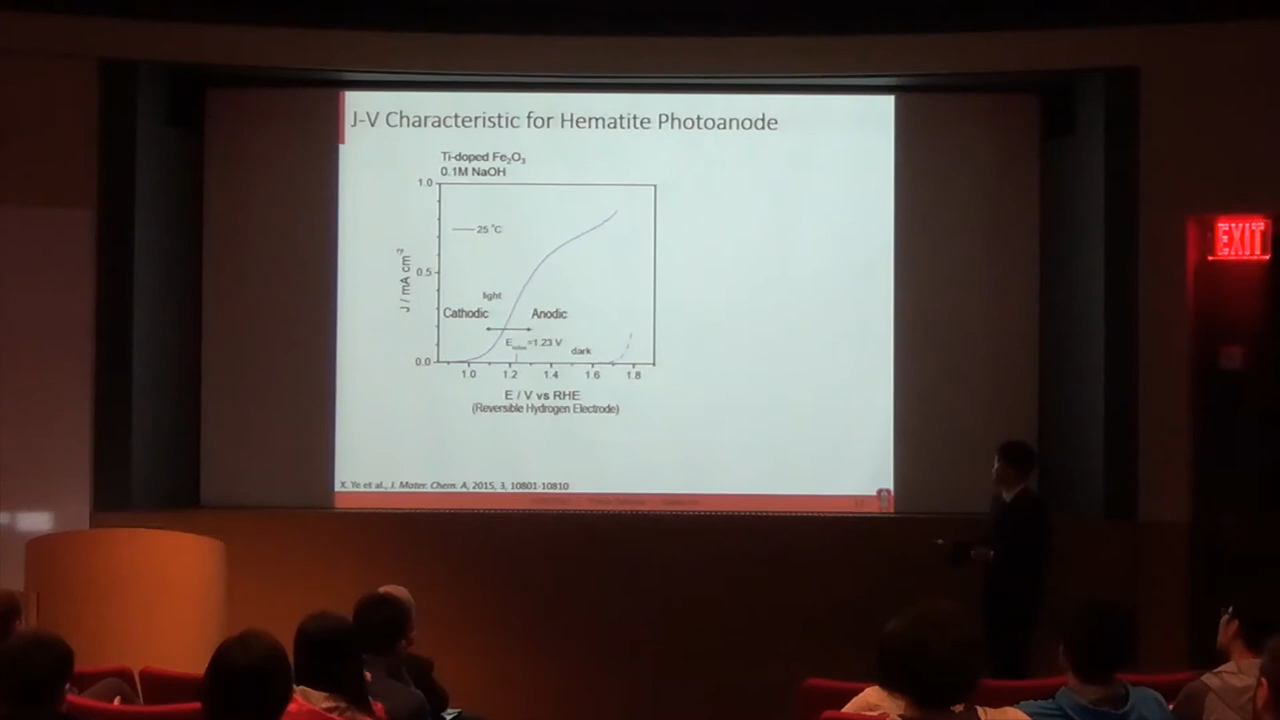 J-V Characteristic for Hematite Photoanode
Ti-doped Fe₂O₃
0.1M NaOH
1.0
25 °C
J / mA cm⁻²
0.5
light
Cathodic Anodic
=1.23 V
dark
0.0
1.0 1.2 1.4 1.6 1.8
E / V vs RHE
(Reversible Hydrogen Electrode)
X. Ye et al., J. Mater. Chem. A, 2015, 3, 10801-10810
EXIT